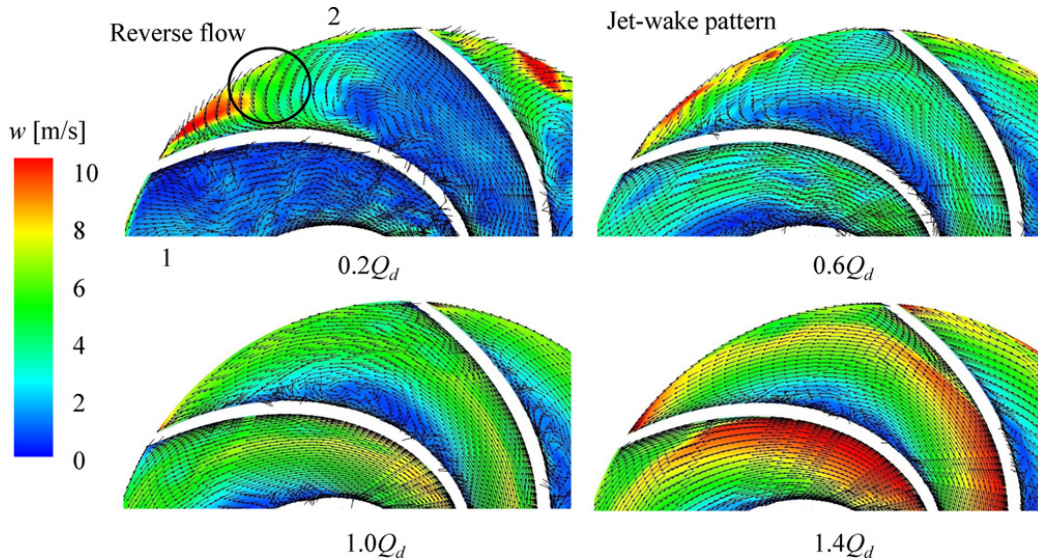 2
Reverse flow
Jet-wake pattern
w [m/s]
10
8
6
4
2
0
1
0.2Q_d
0.6Q_d
1.0Q_d
1.4Q_d